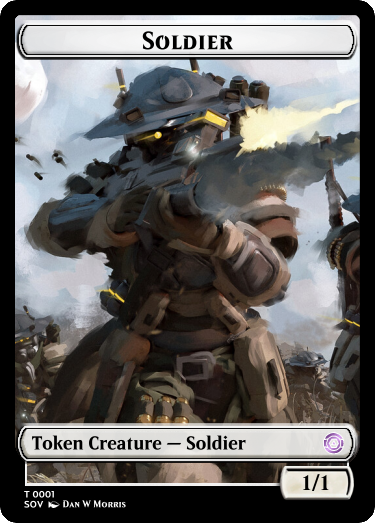 Soldier
Token Creature — Soldier
1/1
T 0001
SOV Dan W Morris